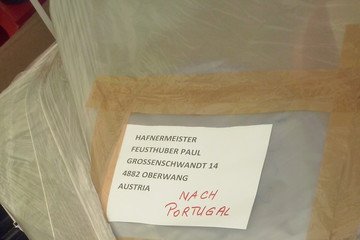 HAFNERMEISTER
FEUSTHUBER PAUL
GROSSENSCHWANDT 14
4882 OBERWANG
AUSTRIA
NACH
PORTUGAL